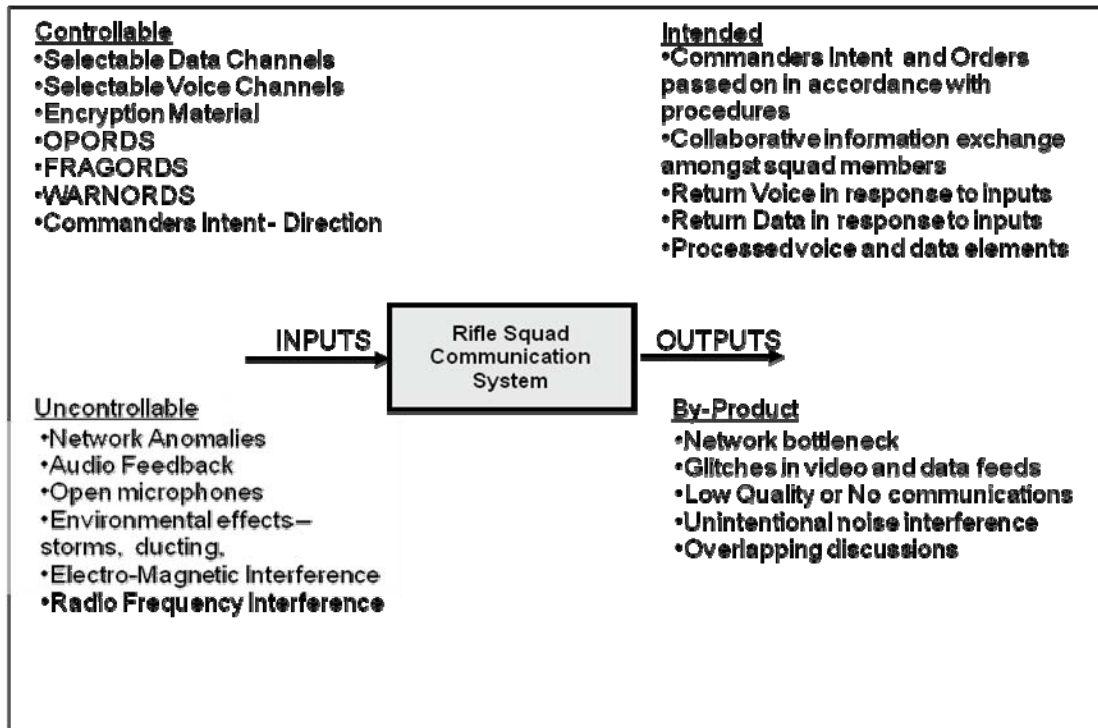 Controllable
•Selectable Data Channels
•Selectable Voice Channels
•Encryption Material
•OPORDS
•FRAGORDS
•WARNORDS
•Commanders Intent- Direction
Intended
•Commanders Intent and Orders
passed on in accordance with
procedures
•Collaborative information exchange
amongst squad members
•Return Voice in response to inputs
•Return Data in response to inputs
•Processed voice and data elements
INPUTS
Rifle Squad
Communication
System
OUTPUTS
Uncontrollable
•Network Anomalies
•Audio Feedback
•Open microphones
•Environmental effects–
storms, ducting,
•Electro-Magnetic Interference
•Radio Frequency Interference
By-Product
•Network bottleneck
•Glitches in video and data feeds
•Low Quality or No communications
•Unintentional noise interference
•Overlapping discussions